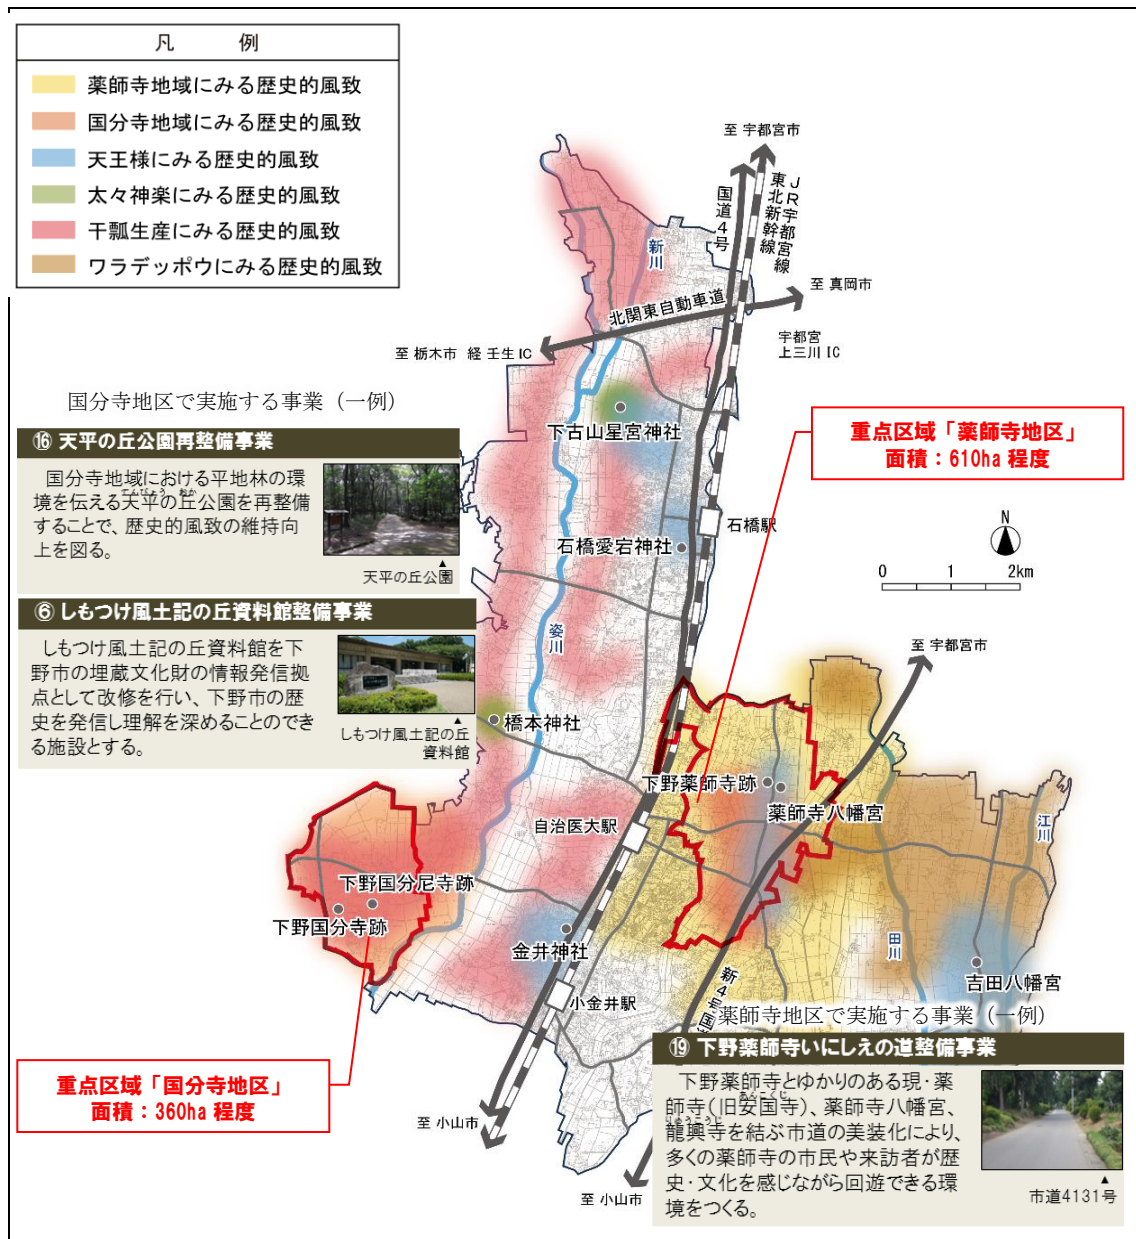 凡　例
薬師寺地域にみる歴史的風致
国分寺地域にみる歴史的風致
天王様にみる歴史的風致
太々神楽にみる歴史的風致
干瓢生産にみる歴史的風致
ワラデッポウにみる歴史的風致
至 宇都宮市
国道4号
JR宇都宮線
東北新幹線
新川
至 真岡市
北関東自動車道
宇都宮
上三川IC
至 栃木市 経 壬生IC
国分寺地区で実施する事業（一例）
⑯ 天平の丘公園再整備事業
国分寺地域における平地林の環
境を伝える天平の丘公園を再整備
てんぴょう おか
することで、歴史的風致の維持向
上を図る。
▲
天平の丘公園
下古山星宮神社
重点区域「薬師寺地区」
面積：610ha 程度
石橋駅
石橋愛宕神社
N
0 1 2km
⑥ しもつけ風土記の丘資料館整備事業
しもつけ風土記の丘資料館を下
野市の埋蔵文化財の情報発信拠
点として改修を行い、下野市の歴
史を発信し理解を深めることのでき
る施設とする。
▲
しもつけ風土記の丘
資料館
姿川
至 宇都宮市
橋本神社
下野薬師寺跡
薬師寺八幡宮
自治医大駅
江川
下野国分尼寺跡
下野国分寺跡
金井神社
田川
吉田八幡宮
小金井駅
新4号国
薬師寺地区で実施する事業（一例）
⑲ 下野薬師寺いにしえの道整備事業
下野薬師寺とゆかりのある現・薬
師寺（旧安国寺）、薬師寺八幡宮、
あんこくじ
龍興寺を結ぶ市道の美装化により、
りゅうこうじ
多くの薬師寺の市民や来訪者が歴
史・文化を感じながら回遊できる環
境をつくる。
▲
市道4131号
重点区域「国分寺地区」
面積：360ha 程度
至 小山市
至 小山市